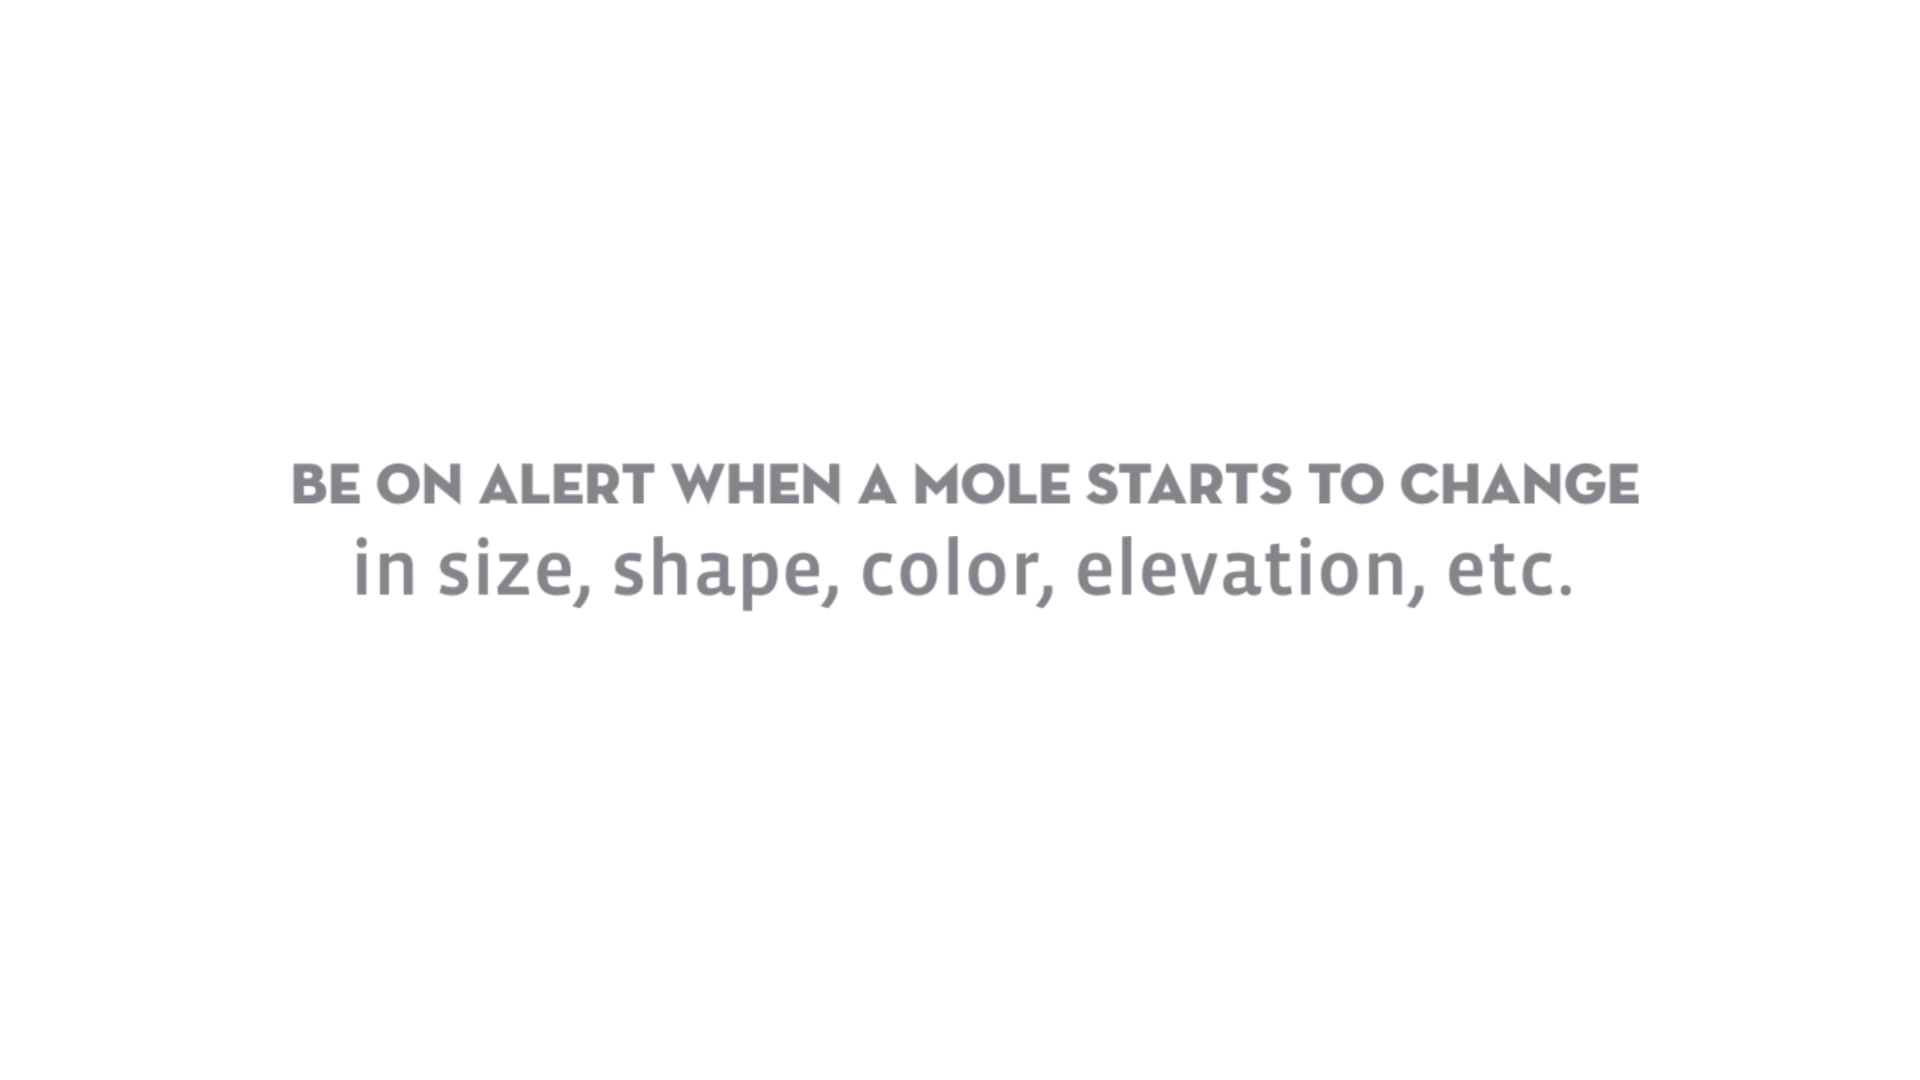 BE ON ALERT WHEN A MOLE STARTS TO CHANGE
in size, shape, color, elevation, etc.